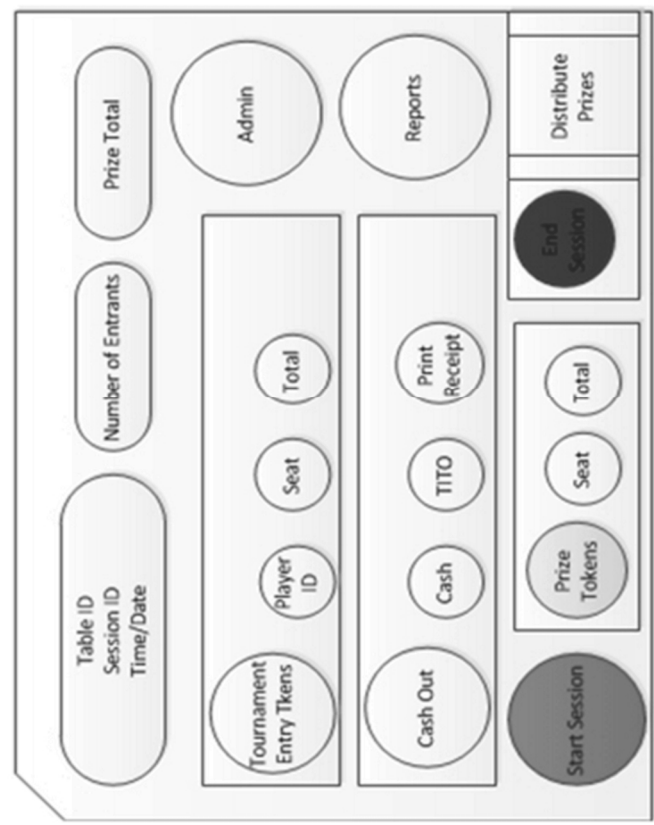 Table ID
Session ID
Time/Date
Number of Entrants
Prize Total
Tournament
Entry Tkens
Player
ID
Seat
Total
Admin
Cash Out
Cash
TITO
Print
Receipt
Reports
Start Session
Prize
Tokens
Seat
Total
End
Session
Distribute
Prizes